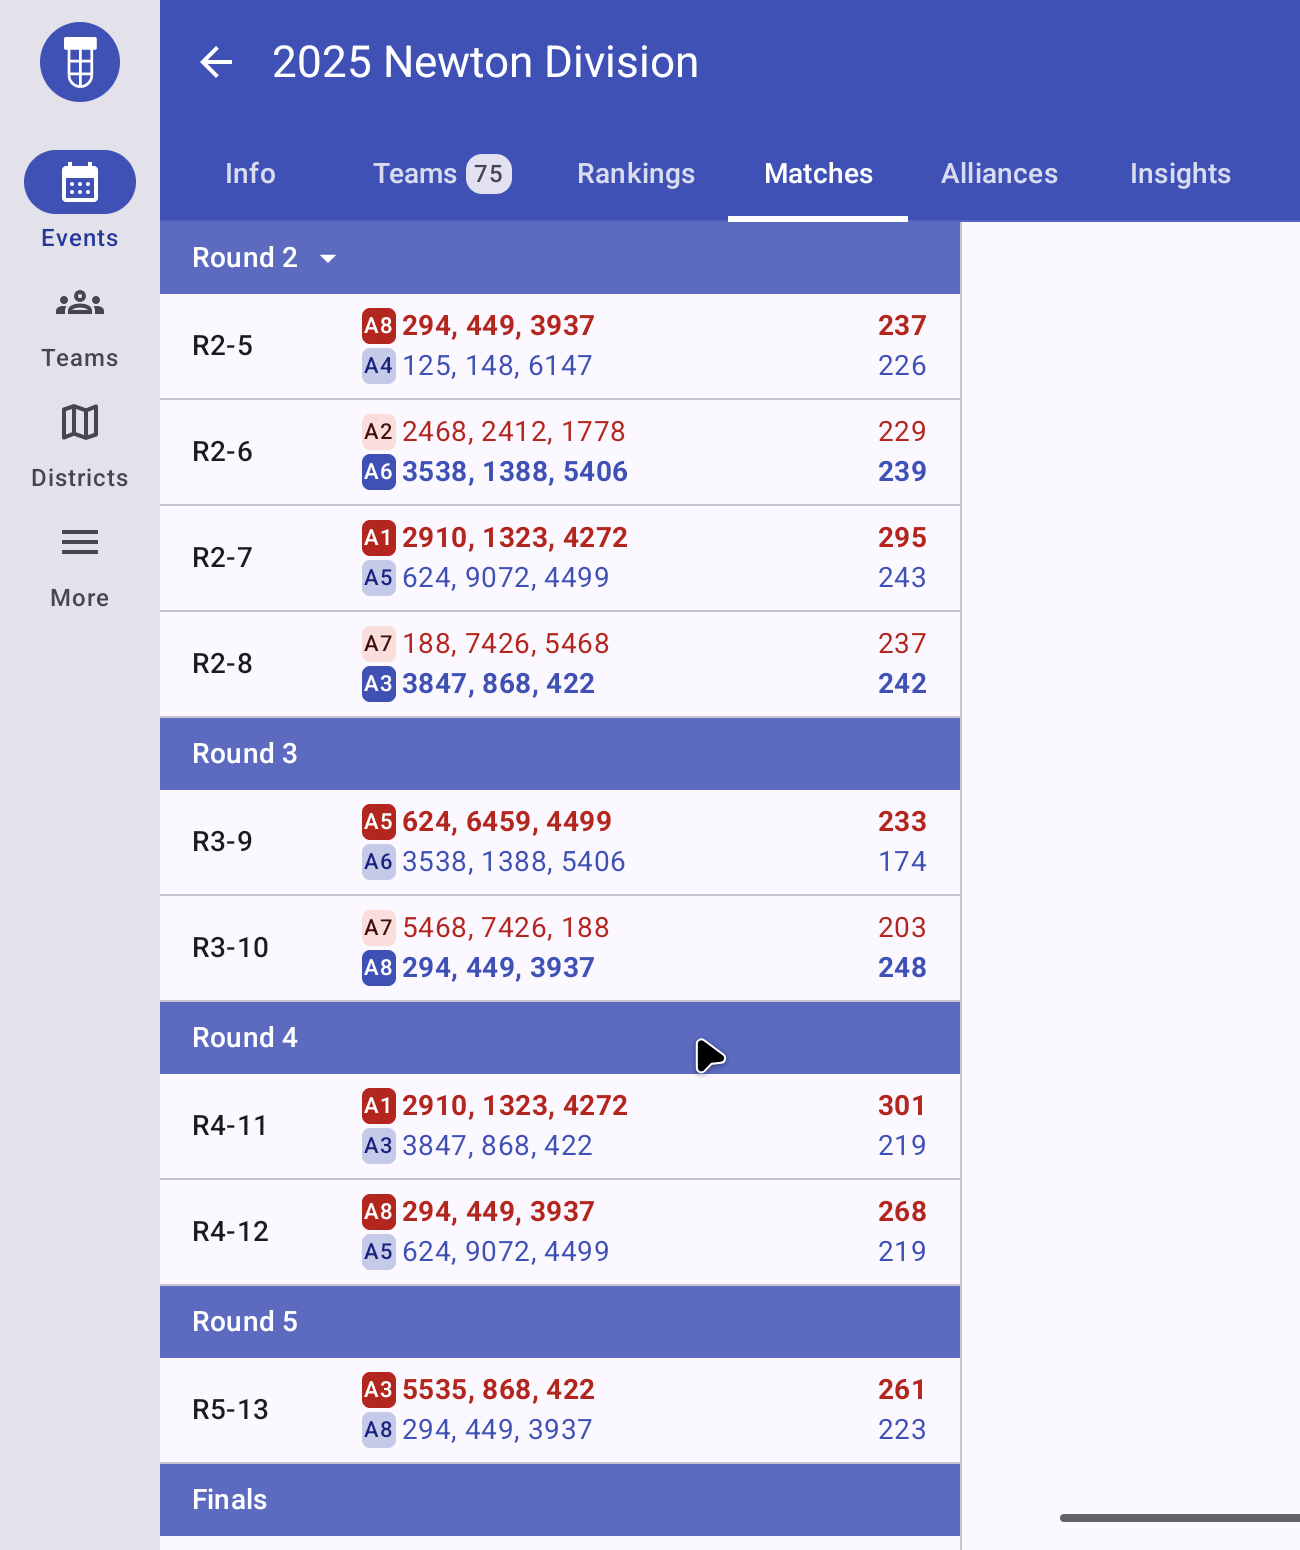 2025 Newton Division
Info Teams 75 Rankings Matches Alliances Insights
Events
Teams
Districts
More
Round 2
R2-5
A8 294, 449, 3937 237
A4 125, 148, 6147 226
R2-6
A2 2468, 2412, 1778 229
A6 3538, 1388, 5406 239
R2-7
A1 2910, 1323, 4272 295
A5 624, 9072, 4499 243
R2-8
A7 188, 7426, 5468 237
A3 3847, 868, 422 242
Round 3
R3-9
A5 624, 6459, 4499 233
A6 3538, 1388, 5406 174
R3-10
A7 5468, 7426, 188 203
A8 294, 449, 3937 248
Round 4
R4-11
A1 2910, 1323, 4272 301
A3 3847, 868, 422 219
R4-12
A8 294, 449, 3937 268
A5 624, 9072, 4499 219
Round 5
R5-13
A3 5535, 868, 422 261
A8 294, 449, 3937 223
Finals